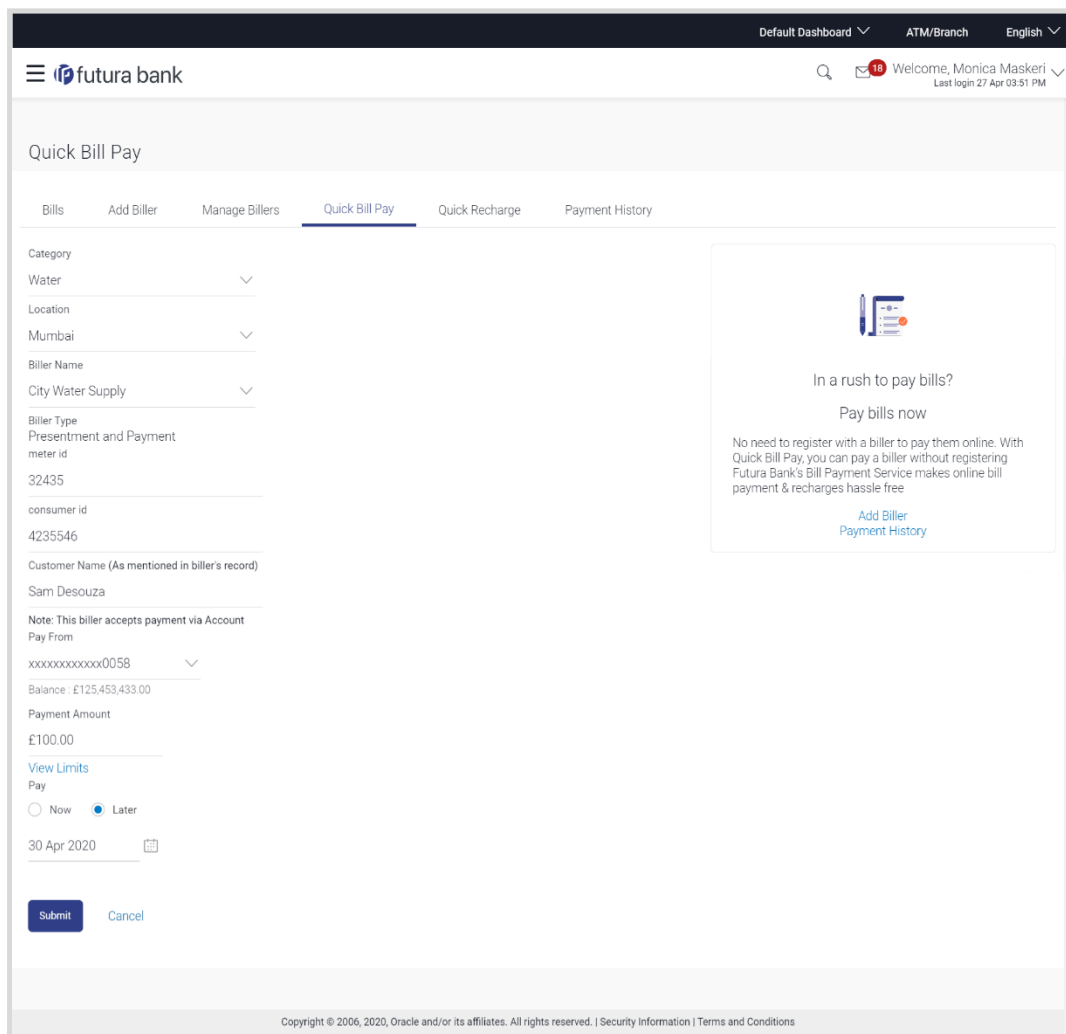 Default Dashboard ATM/Branch English
futura bank
18 Welcome, Monica Maskeri
Last login 27 Apr 03:51 PM
Quick Bill Pay
Bills Add Biller Manage Billers Quick Bill Pay Quick Recharge Payment History
Category
Water
Location
Mumbai
Biller Name
City Water Supply
Biller Type
Presentment and Payment
meter id
32435
consumer id
4235546
Customer Name (As mentioned in biller's record)
Sam Desouza
Note: This biller accepts payment via Account
Pay From
xxxxxxxxxxxx0058
Balance : £125,453,433.00
Payment Amount
£100.00
View Limits
Pay
Now Later
30 Apr 2020
Submit Cancel
In a rush to pay bills?
Pay bills now
No need to register with a biller to pay them online. With
Quick Bill Pay, you can pay a biller without registering
Futura Bank's Bill Payment Service makes online bill
payment & recharges hassle free
Add Biller
Payment History
Copyright © 2006, 2020, Oracle and/or its affiliates. All rights reserved. | Security Information | Terms and Conditions